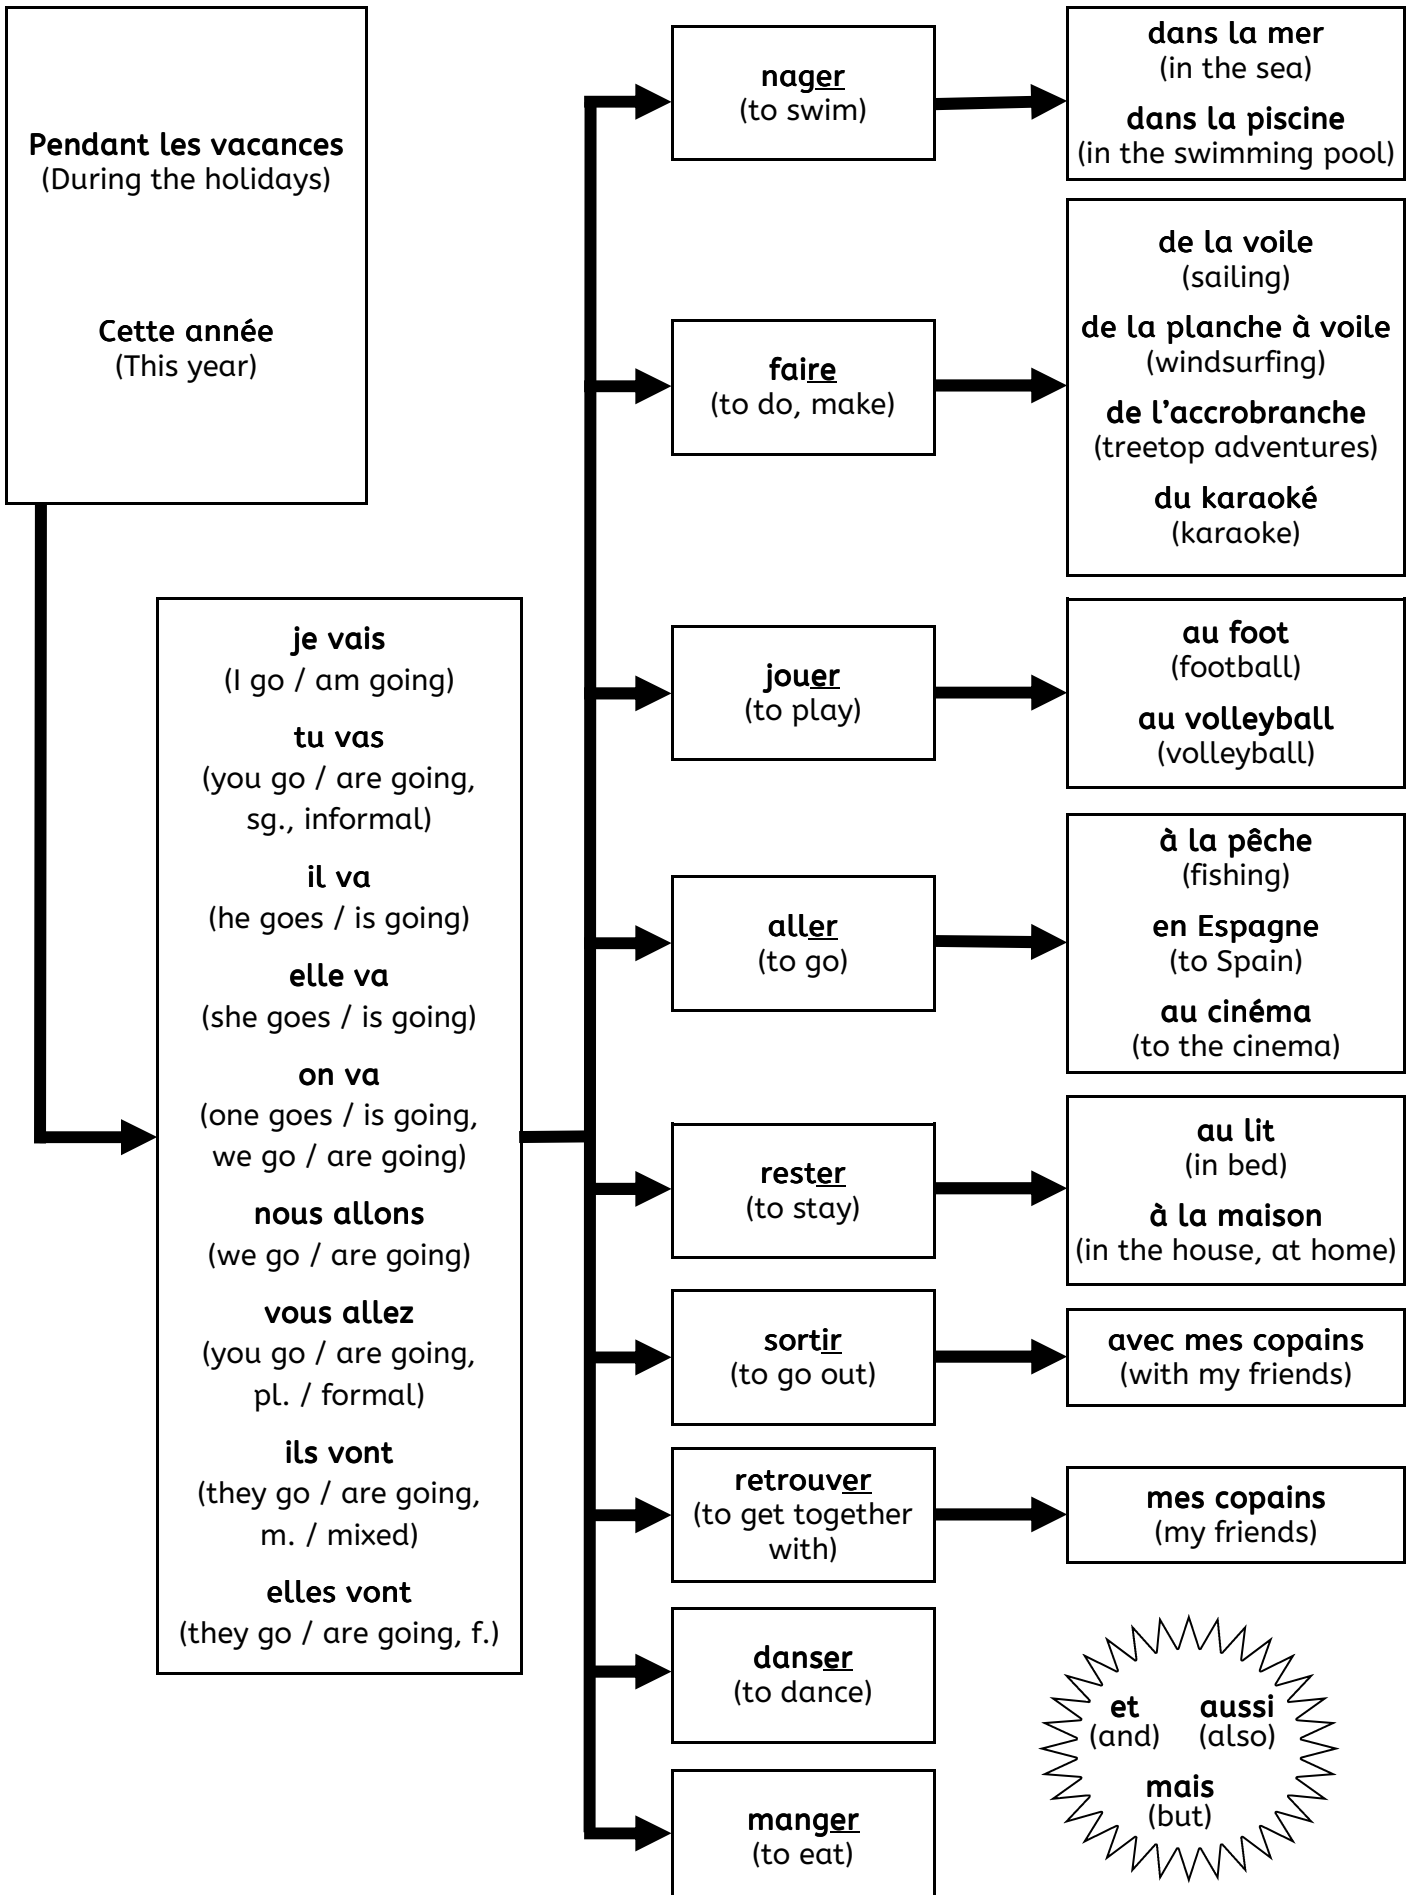 Pendant les vacances
(During the holidays)
Cette année
(This year)
je vais
(I go / am going)
tu vas
(you go / are going,
sg., informal)
il va
(he goes / is going)
elle va
(she goes / is going)
on va
(one goes / is going,
we go / are going)
nous allons
(we go / are going)
vous allez
(you go / are going,
pl. / formal)
ils vont
(they go / are going,
m. / mixed)
elles vont
(they go / are going, f.)
nager
(to swim)
faire
(to do, make)
jouer
(to play)
aller
(to go)
rester
(to stay)
sortir
(to go out)
retrouver
(to get together
with)
danser
(to dance)
manger
(to eat)
dans la mer
(in the sea)
dans la piscine
(in the swimming pool)
de la voile
(sailing)
de la planche à voile
(windsurfing)
de l’accrobranche
(treetop adventures)
du karaoké
(karaoke)
au foot
(football)
au volleyball
(volleyball)
à la pêche
(fishing)
en Espagne
(to Spain)
au cinéma
(to the cinema)
au lit
(in bed)
à la maison
(in the house, at home)
avec mes copains
(with my friends)
mes copains
(my friends)
et aussi
(and) (also)
mais
(but)